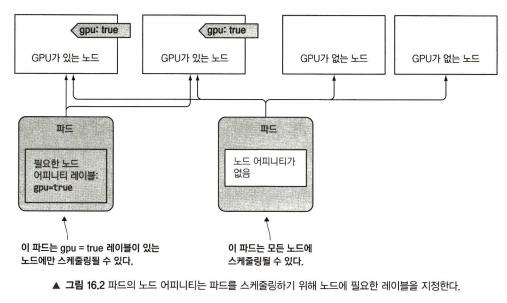 gpu: true
gpu: true
GPU가 있는 노드
GPU가 있는 노드
GPU가 없는 노드
GPU가 없는 노드
파드
필요한 노드
어피니티 레이블:
gpu=true
파드
노드 어피니티가
없음
이 파드는 gpu = true 레이블이 있는
노드에만 스케줄링될 수 있다.
이 파드는 모든 노드에
스케줄링될 수 있다.
▲ 그림 16.2 파드의 노드 어피니티는 파드를 스케줄링하기 위해 노드에 필요한 레이블을 지정한다.